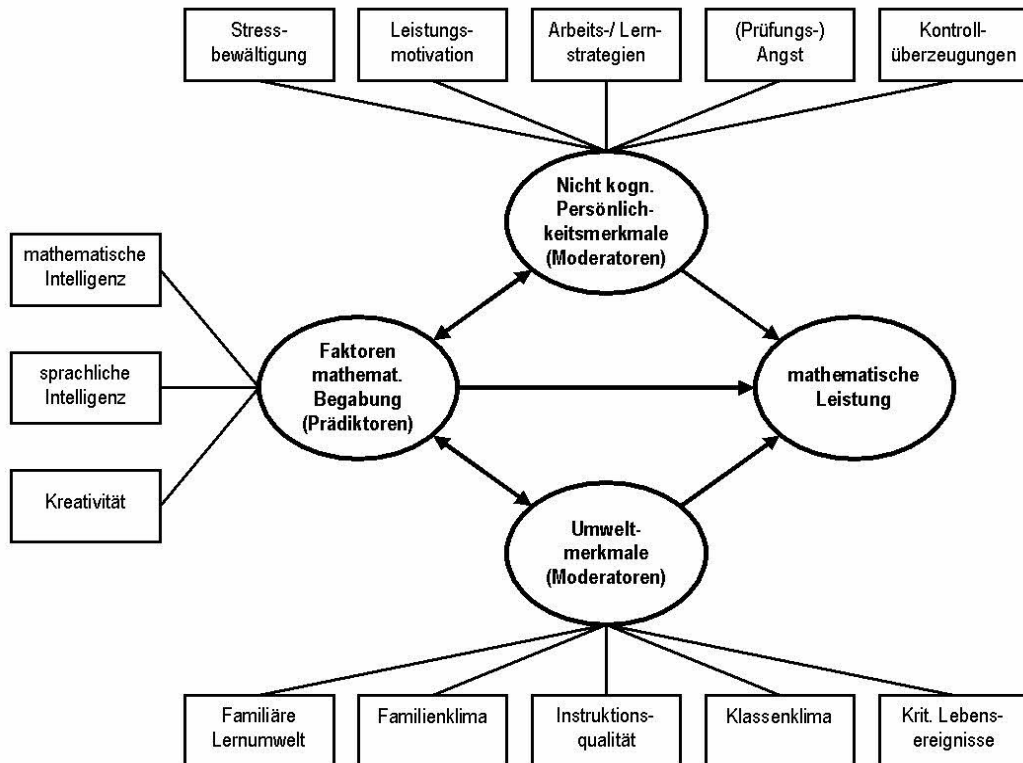 Stress-
bewältigung
Leistungs-
motivation
Arbeits-/ Lern-
strategien
(Prüfungs-)
Angst
Kontroll-
überzeugungen
Nicht kogn.
Persönlich-
keitsmerkmale
(Moderatoren)
mathematische
Intelligenz
sprachliche
Intelligenz
Kreativität
Faktoren
mathemat.
Begabung
(Prädiktoren)
mathematische
Leistung
Umwelt-
merkmale
(Moderatoren)
Familiäre
Lernumwelt
Familienklima
Instruktions-
qualität
Klassenklima
Krit. Lebens-
ereignisse